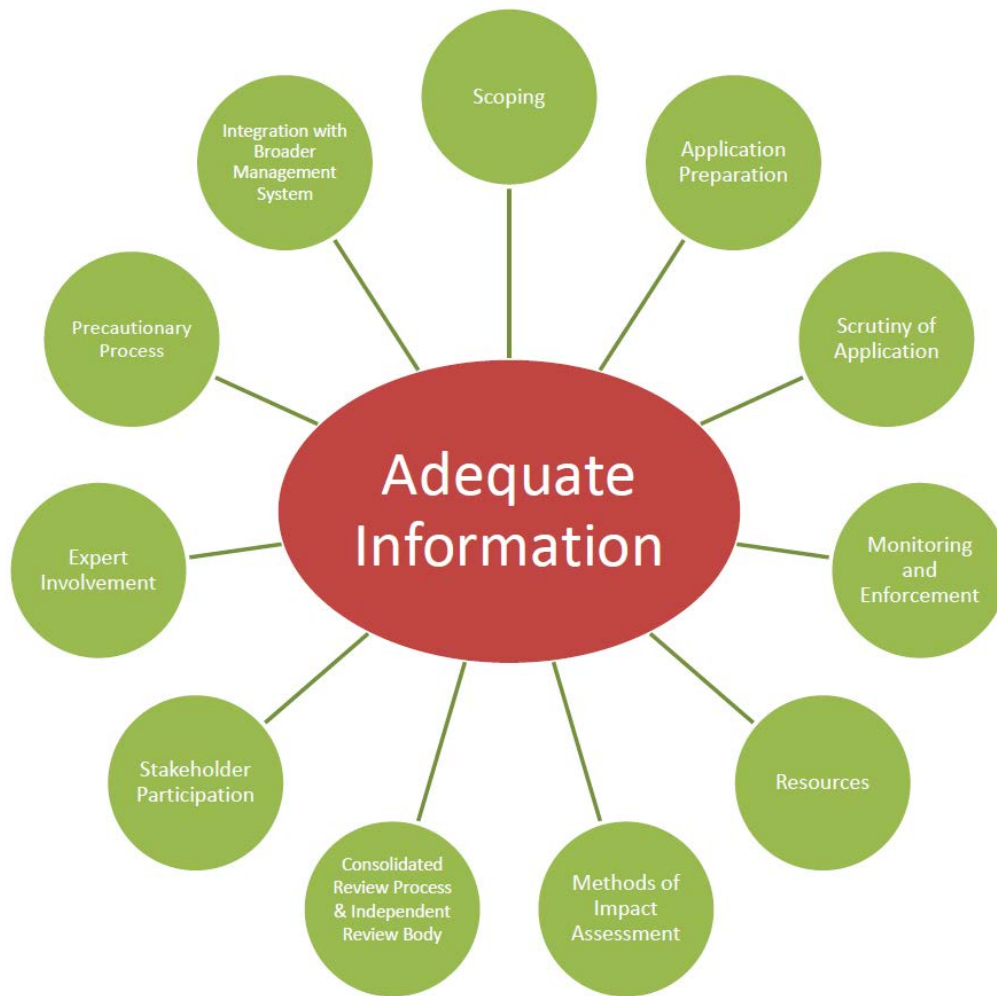 Scoping
Application
Preparation
Scrutiny of
Application
Monitoring
and
Enforcement
Resources
Methods of
Impact
Assessment
Consolidated
Review Process
& Independent
Review Body
Stakeholder
Participation
Expert
Involvement
Precautionary
Process
Integration with
Broader
Management
System
Adequate
Information